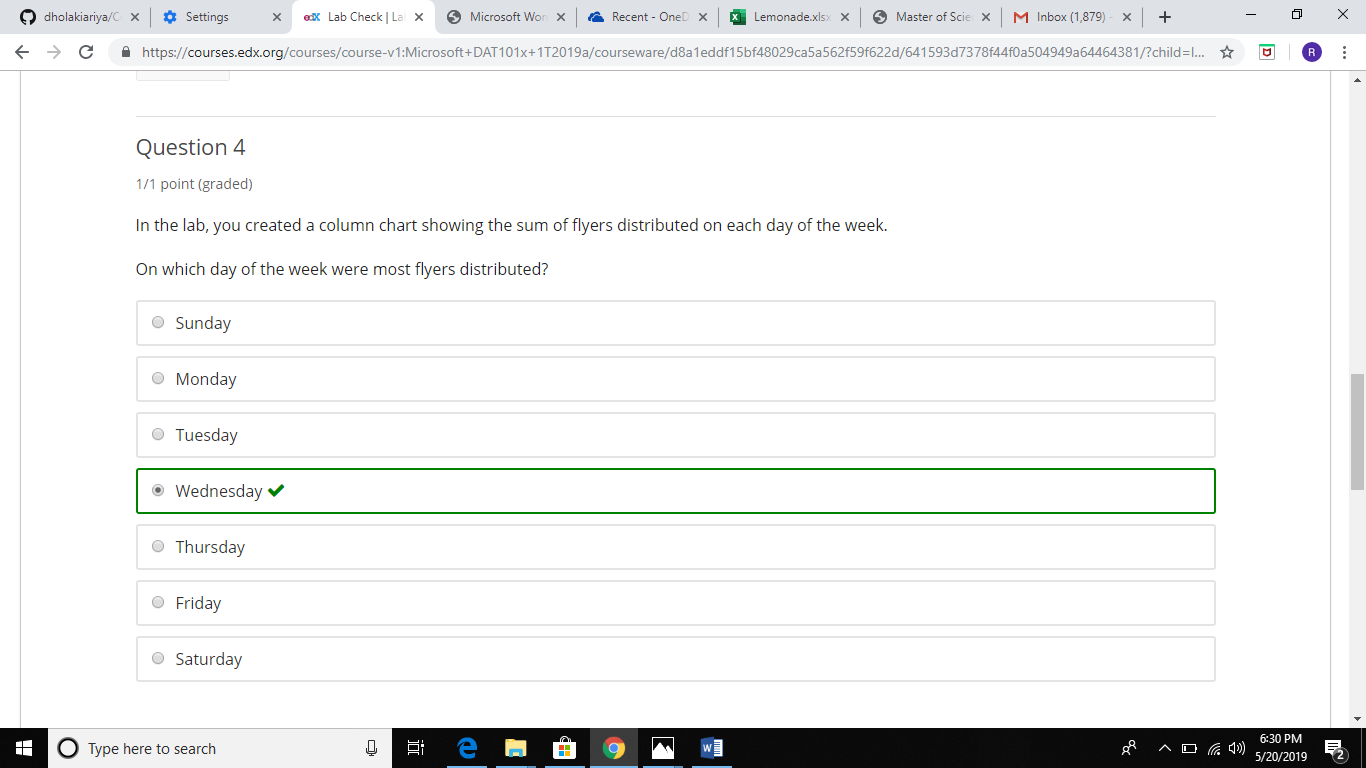 dholakiariya/C
Settings
edX Lab Check | La
Microsoft Wor
Recent - OneD
Lemonade.xlsx
Master of Scie
Inbox (1,879) -
https://courses.edx.org/courses/course-v1:Microsoft+DAT101x+1T2019a/courseware/d8a1eddf15bf48029ca5a562f59f622d/641593d7378f44f0a504949a64464381/?child=l...
R
Question 4
1/1 point (graded)
In the lab, you created a column chart showing the sum of flyers distributed on each day of the week.
On which day of the week were most flyers distributed?
Sunday
Monday
Tuesday
Wednesday
Thursday
Friday
Saturday
Type here to search
6:30 PM
5/20/2019
2